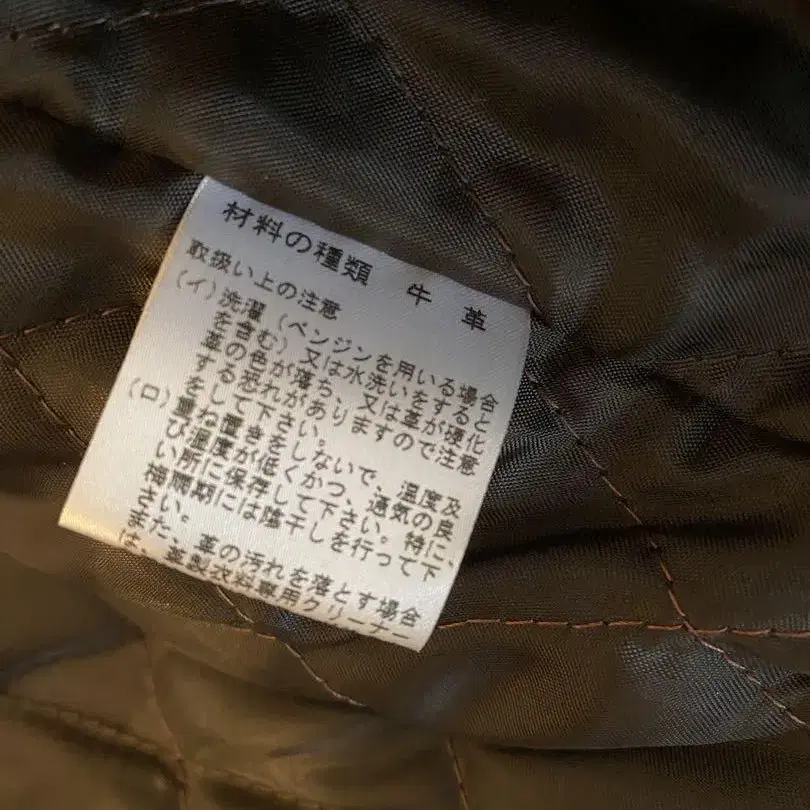 材料の種類 牛 革
取扱い上の注意
(イ) 洗濯(ベンジンを用いる場合
を含む)又は水洗いをすると
革の色が落ち、又は革が硬化
する恐れがありますので注意
をして下さい。
(ロ) 重ね置きをしないで、温度及
び湿度が低くかつ、通気の良
い所に保存して下さい。特に、
梅雨期には陰干しを行って下
さい。
また、革の汚れを落とす場合
は、革製衣料専用クリーナー